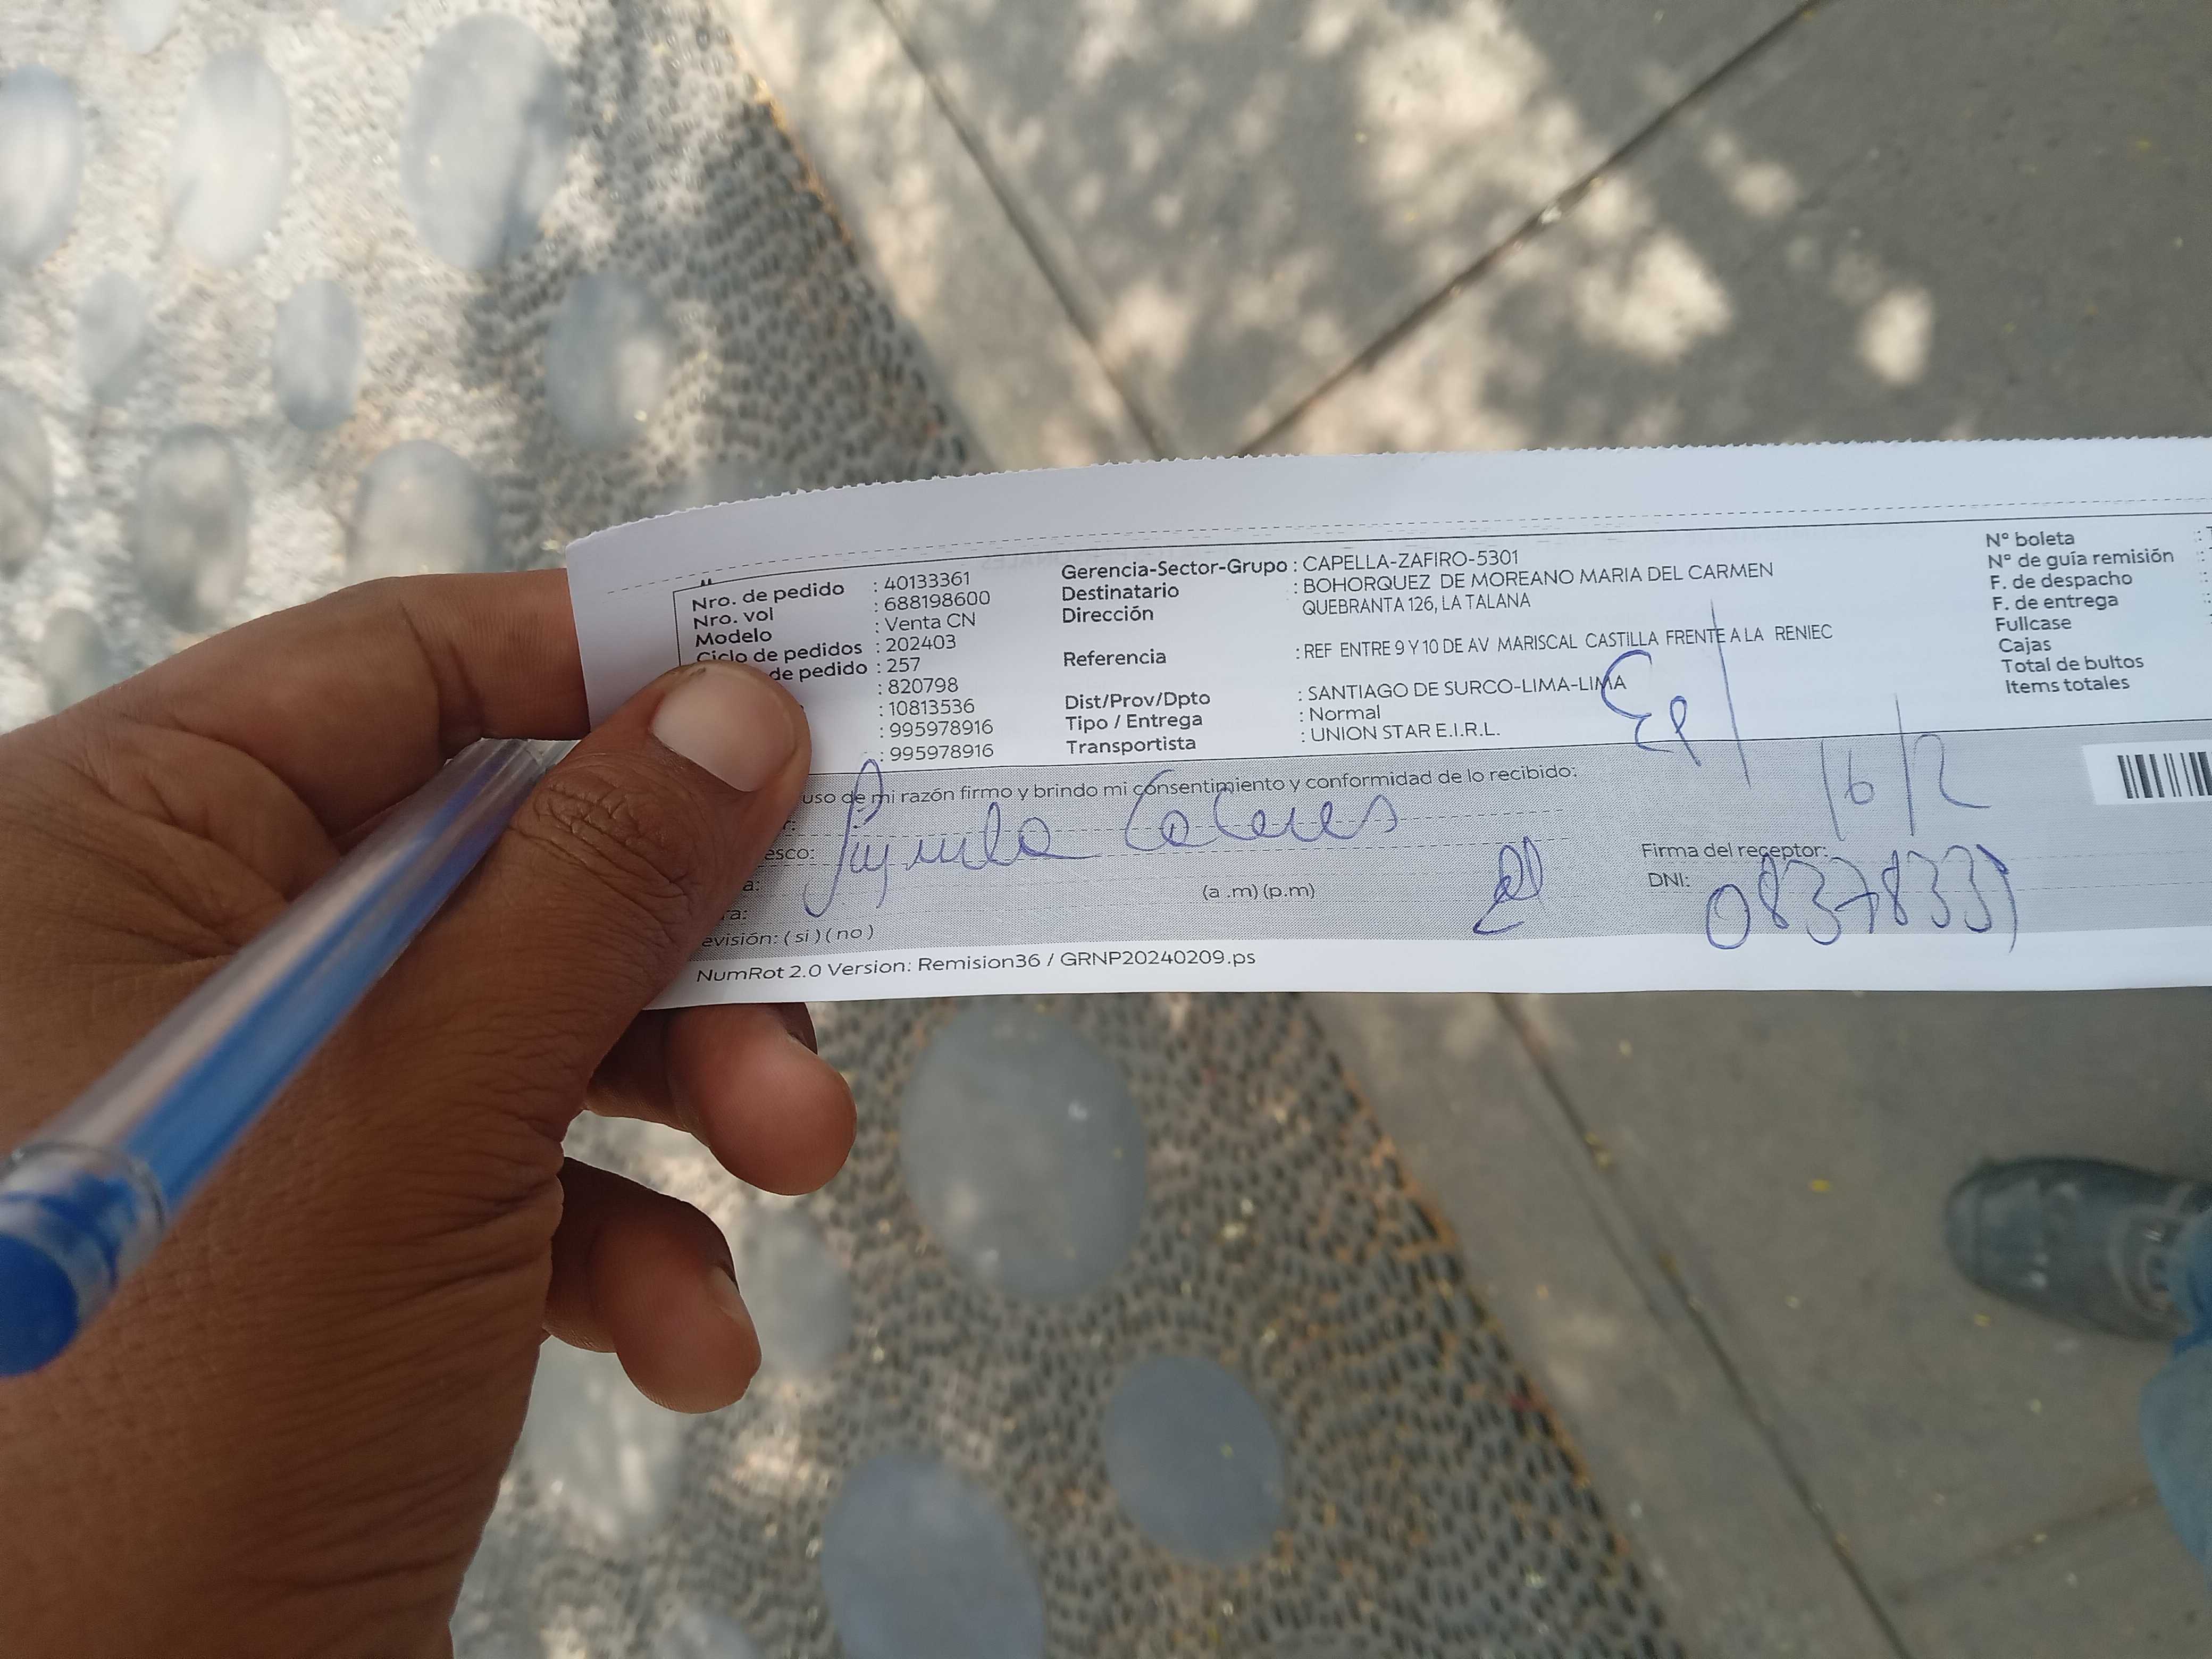 Nro. de pedido : 40133361
Nro. vol : 688198600
Modelo : Venta CN
Ciclo de pedidos : 202403
de pedido : 257
: 820798
: 10813536
: 995978916
: 995978916
Gerencia-Sector-Grupo : CAPELLA-ZAFIRO-5301
Destinatario : BOHORQUEZ DE MOREANO MARIA DEL CARMEN
Dirección QUEBRANTA 126, LA TALANA
Referencia : REF ENTRE 9 Y 10 DE AV MARISCAL CASTILLA FRENTE A LA RENIEC
Dist/Prov/Dpto : SANTIAGO DE SURCO-LIMA-LIMA
Tipo / Entrega : Normal
Transportista : UNION STAR E.I.R.L.
N° boleta :
N° de guía remisión :
F. de despacho :
F. de entrega :
Fullcase
Cajas
Total de bultos
Items totales
uso de mi razón firmo y brindo mi consentimiento y conformidad de lo recibido:
16/2
esco:
a:
ra: (a .m) (p.m)
evisión: ( si ) ( no )
Firma del receptor:
DNI:
NumRot 2.0 Version: Remision36 / GRNP20240209.ps